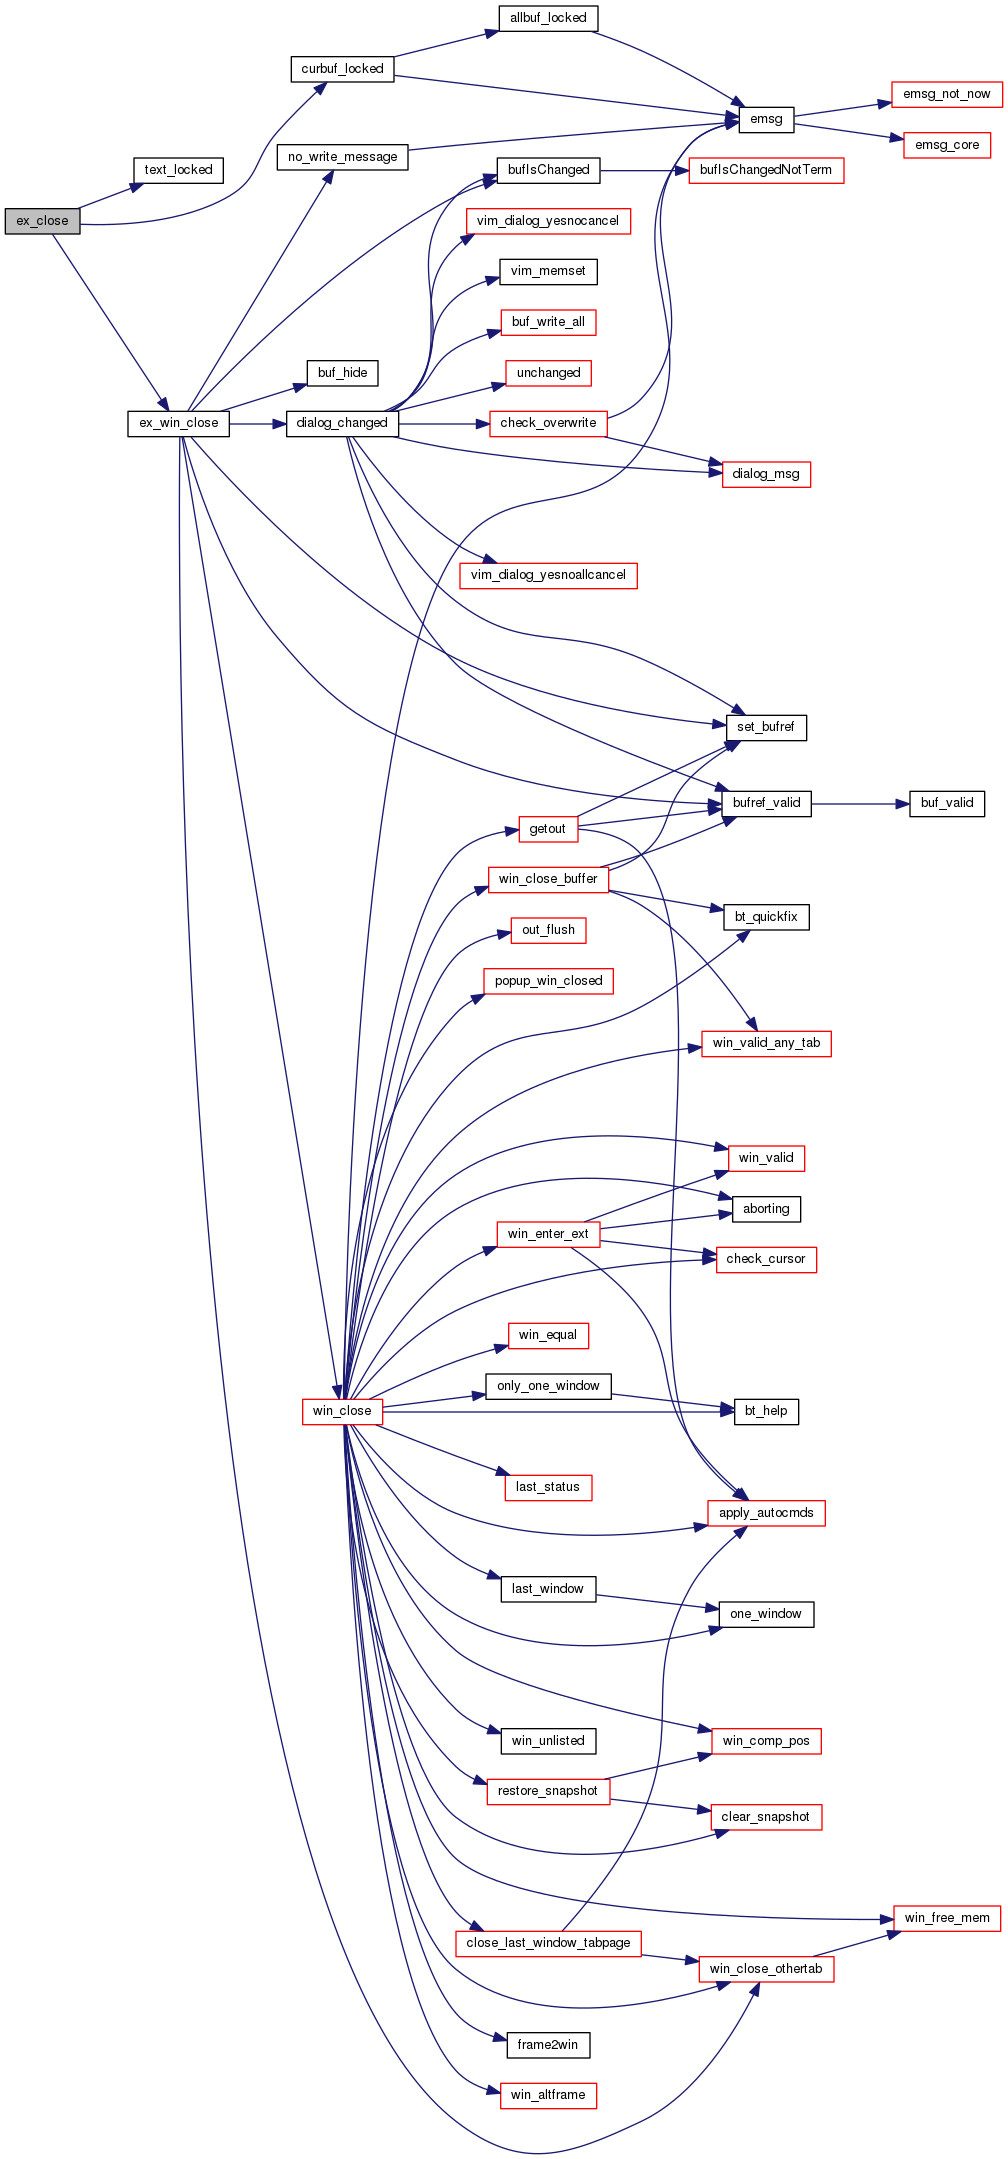 allbuf_locked
curbuf_locked
emsg_not_now
emsg
emsg_core
no_write_message
text_locked
bufIsChanged
bufIsChangedNotTerm
ex_close
vim_dialog_yesnocancel
vim_memset
buf_write_all
buf_hide
unchanged
ex_win_close
dialog_changed
check_overwrite
dialog_msg
vim_dialog_yesnoallcancel
set_bufref
bufref_valid
buf_valid
getout
win_close_buffer
bt_quickfix
out_flush
popup_win_closed
win_valid_any_tab
win_valid
aborting
win_enter_ext
check_cursor
win_equal
only_one_window
win_close
bt_help
last_status
apply_autocmds
last_window
one_window
win_unlisted
win_comp_pos
restore_snapshot
clear_snapshot
win_free_mem
close_last_window_tabpage
win_close_othertab
frame2win
win_altframe